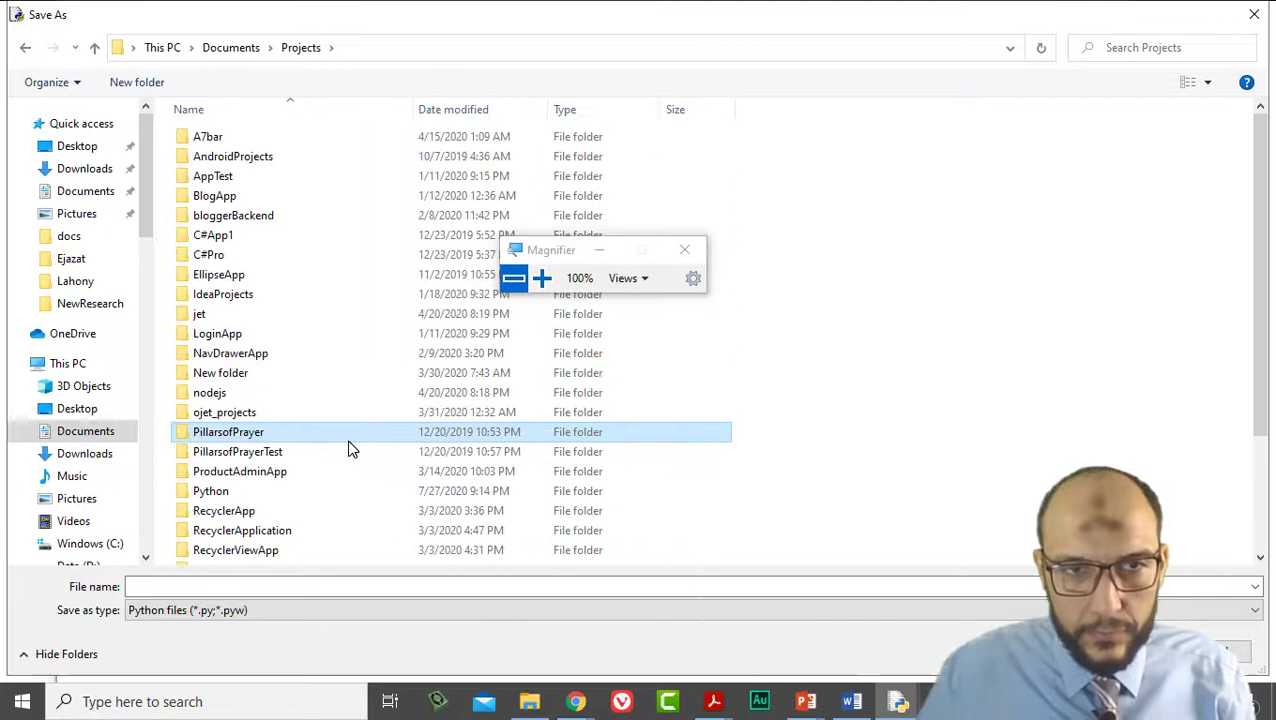 Save As
This PC > Documents > Projects >
Search Projects
Organize
New folder
Name
Date modified
Type
Size
Quick access
Desktop
Downloads
Documents
Pictures
docs
Ejazat
Lahony
NewResearch
OneDrive
This PC
3D Objects
Desktop
Documents
Downloads
Music
Pictures
Videos
Windows (C:)
A7bar 4/15/2020 1:09 AM File folder
AndroidProjects 10/7/2019 4:36 AM File folder
AppTest 1/11/2020 9:15 PM File folder
BlogApp 1/12/2020 12:36 AM File folder
bloggerBackend 2/8/2020 11:42 PM File folder
C#App1 12/23/2019 5:52 File folder
C#Pro 12/23/2019 5:37
EllipseApp 11/2/2019 10:55
IdeaProjects 1/18/2020 9:32 PM File folder
jet 4/20/2020 8:19 PM File folder
LoginApp 1/11/2020 9:29 PM File folder
NavDrawerApp 2/9/2020 3:20 PM File folder
New folder 3/30/2020 7:43 AM File folder
nodejs 4/20/2020 8:18 PM File folder
ojet_projects 3/31/2020 12:32 AM File folder
PillarsofPrayer 12/20/2019 10:53 PM File folder
PillarsofPrayerTest 12/20/2019 10:57 PM File folder
ProductAdminApp 3/14/2020 10:03 PM File folder
Python 7/27/2020 9:14 PM File folder
RecyclerApp 3/3/2020 3:36 PM File folder
RecyclerApplication 3/3/2020 4:47 PM File folder
RecyclerViewApp 3/3/2020 4:31 PM File folder
Magnifier
100% Views
File name:
Save as type: Python files (*.py;*.pyw)
Hide Folders
Type here to search
Au